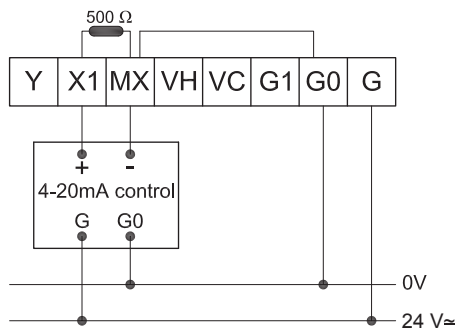 500 Ω
Y X1 MX VH VC G1 G0 G
+ -
4-20mA control
G G0
0V
24 V≃